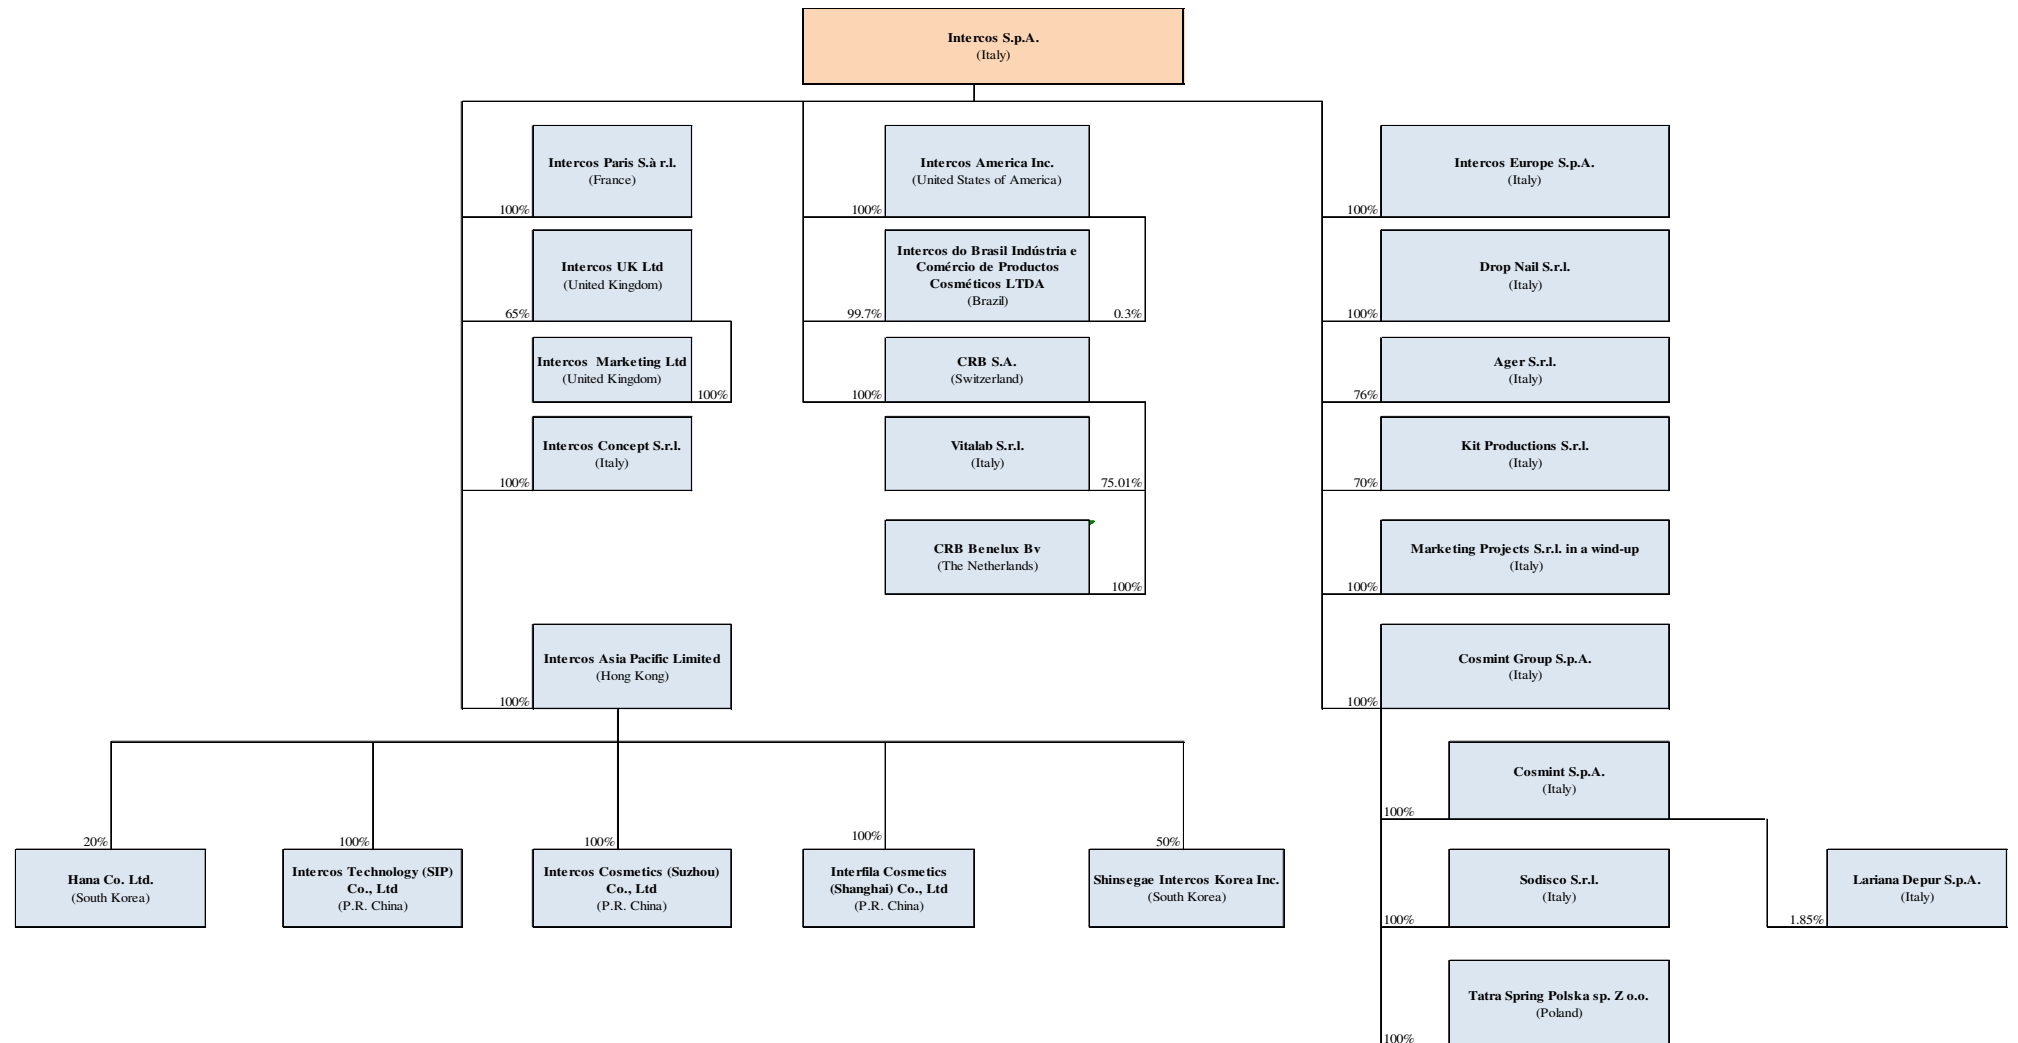 Intercos S.p.A.
(Italy)
Intercos Paris S.à r.l.
(France)
100%
Intercos America Inc.
(United States of America)
100%
Intercos Europe S.p.A.
(Italy)
100%
Intercos UK Ltd
(United Kingdom)
65%
Intercos do Brasil Indústria e
Comércio de Productos
Cosméticos LTDA
(Brazil)
99.7%
0.3%
Drop Nail S.r.l.
(Italy)
100%
Intercos Marketing Ltd
(United Kingdom)
100%
CRB S.A.
(Switzerland)
100%
Ager S.r.l.
(Italy)
76%
Intercos Concept S.r.l.
(Italy)
100%
Vitalab S.r.l.
(Italy)
75.01%
Kit Productions S.r.l.
(Italy)
70%
CRB Benelux Bv
(The Netherlands)
100%
Marketing Projects S.r.l. in a wind-up
(Italy)
100%
Intercos Asia Pacific Limited
(Hong Kong)
100%
Cosmint Group S.p.A.
(Italy)
100%
Cosmint S.p.A.
(Italy)
100%
20%
Hana Co. Ltd.
(South Korea)
100%
Intercos Technology (SIP)
Co., Ltd
(P.R. China)
100%
Intercos Cosmetics (Suzhou)
Co., Ltd
(P.R. China)
100%
Interfila Cosmetics
(Shanghai) Co., Ltd
(P.R. China)
50%
Shinsegae Intercos Korea Inc.
(South Korea)
Sodisco S.r.l.
(Italy)
100%
Lariana Depur S.p.A.
(Italy)
1.85%
Tatra Spring Polska sp. Z o.o.
(Poland)
100%